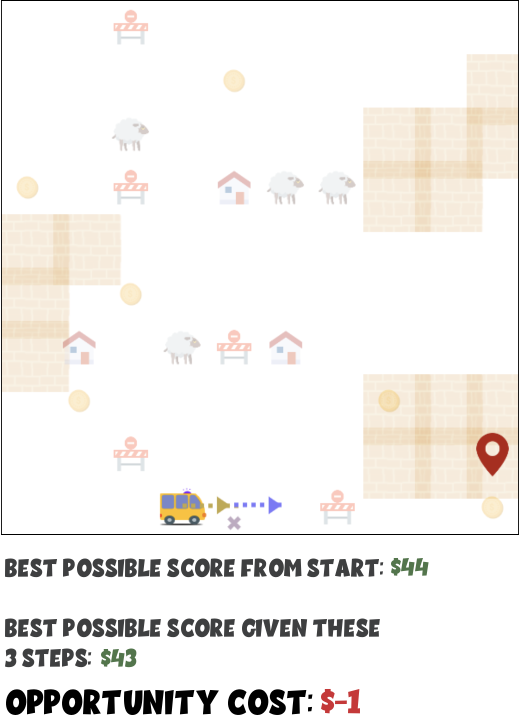 BEST POSSIBLE SCORE FROM START: $44
BEST POSSIBLE SCORE GIVEN THESE
3 STEPS: $43
OPPORTUNITY COST: $-1